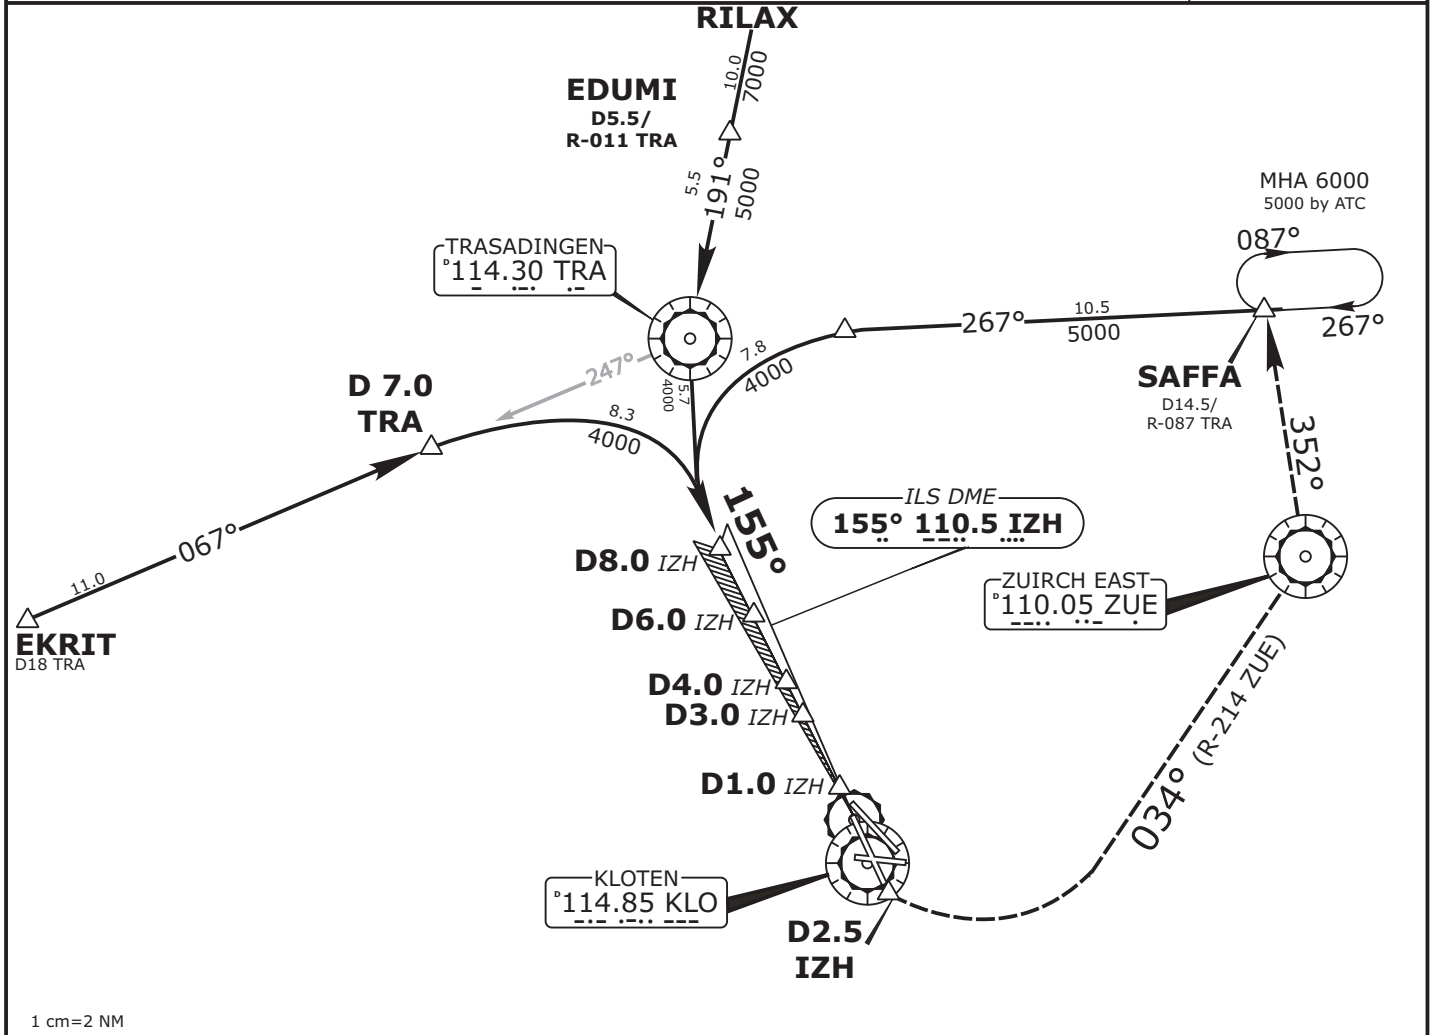 RILAX
10.0
7000
EDUMI
D5.5/
R-011 TRA
5.5
191°
5000
MHA 6000
5000 by ATC
087°
TRASADINGEN
D114.30 TRA
267°
10.5
5000
267°
7.8
4000
SAFFA
D14.5/
R-087 TRA
247°
5.7
4000
D 7.0
TRA
8.3
4000
352°
155°
ILS DME
155° 110.5 IZH
067°
11.0
D8.0 IZH
ZUIRCH EAST
D110.05 ZUE
D6.0 IZH
EKRIT
D18 TRA
D4.0 IZH
D3.0 IZH
034° (R-214 ZUE)
D1.0 IZH
KLOTEN
D114.85 KLO
D2.5
IZH
1 cm=2 NM